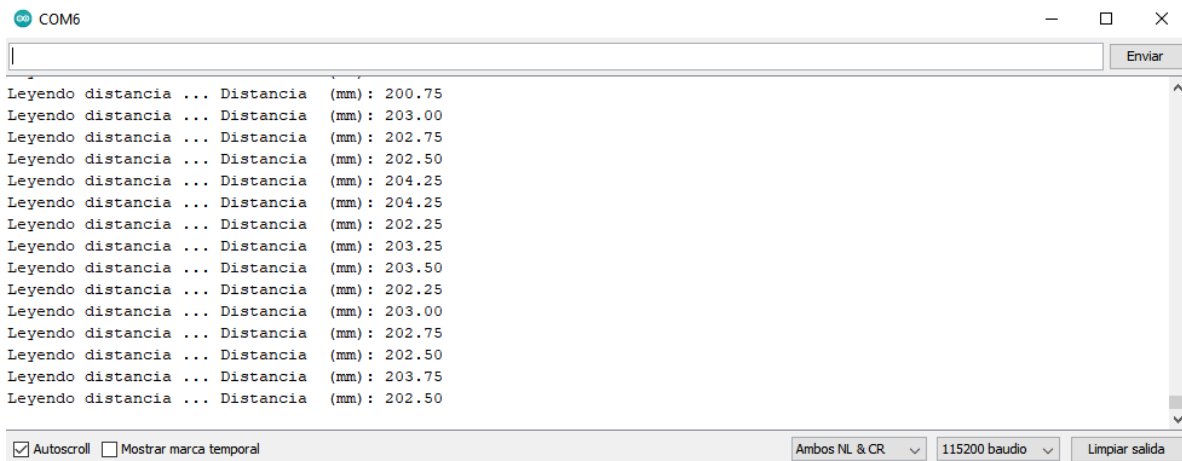 COM6
Enviar
Leyendo distancia ... Distancia  (mm): 200.75
Leyendo distancia ... Distancia  (mm): 203.00
Leyendo distancia ... Distancia  (mm): 202.75
Leyendo distancia ... Distancia  (mm): 202.50
Leyendo distancia ... Distancia  (mm): 204.25
Leyendo distancia ... Distancia  (mm): 204.25
Leyendo distancia ... Distancia  (mm): 202.25
Leyendo distancia ... Distancia  (mm): 203.25
Leyendo distancia ... Distancia  (mm): 203.50
Leyendo distancia ... Distancia  (mm): 202.25
Leyendo distancia ... Distancia  (mm): 203.00
Leyendo distancia ... Distancia  (mm): 202.75
Leyendo distancia ... Distancia  (mm): 202.50
Leyendo distancia ... Distancia  (mm): 203.75
Leyendo distancia ... Distancia  (mm): 202.50
Autoscroll Mostrar marca temporal Ambos NL & CR 115200 baudio Limpiar salida